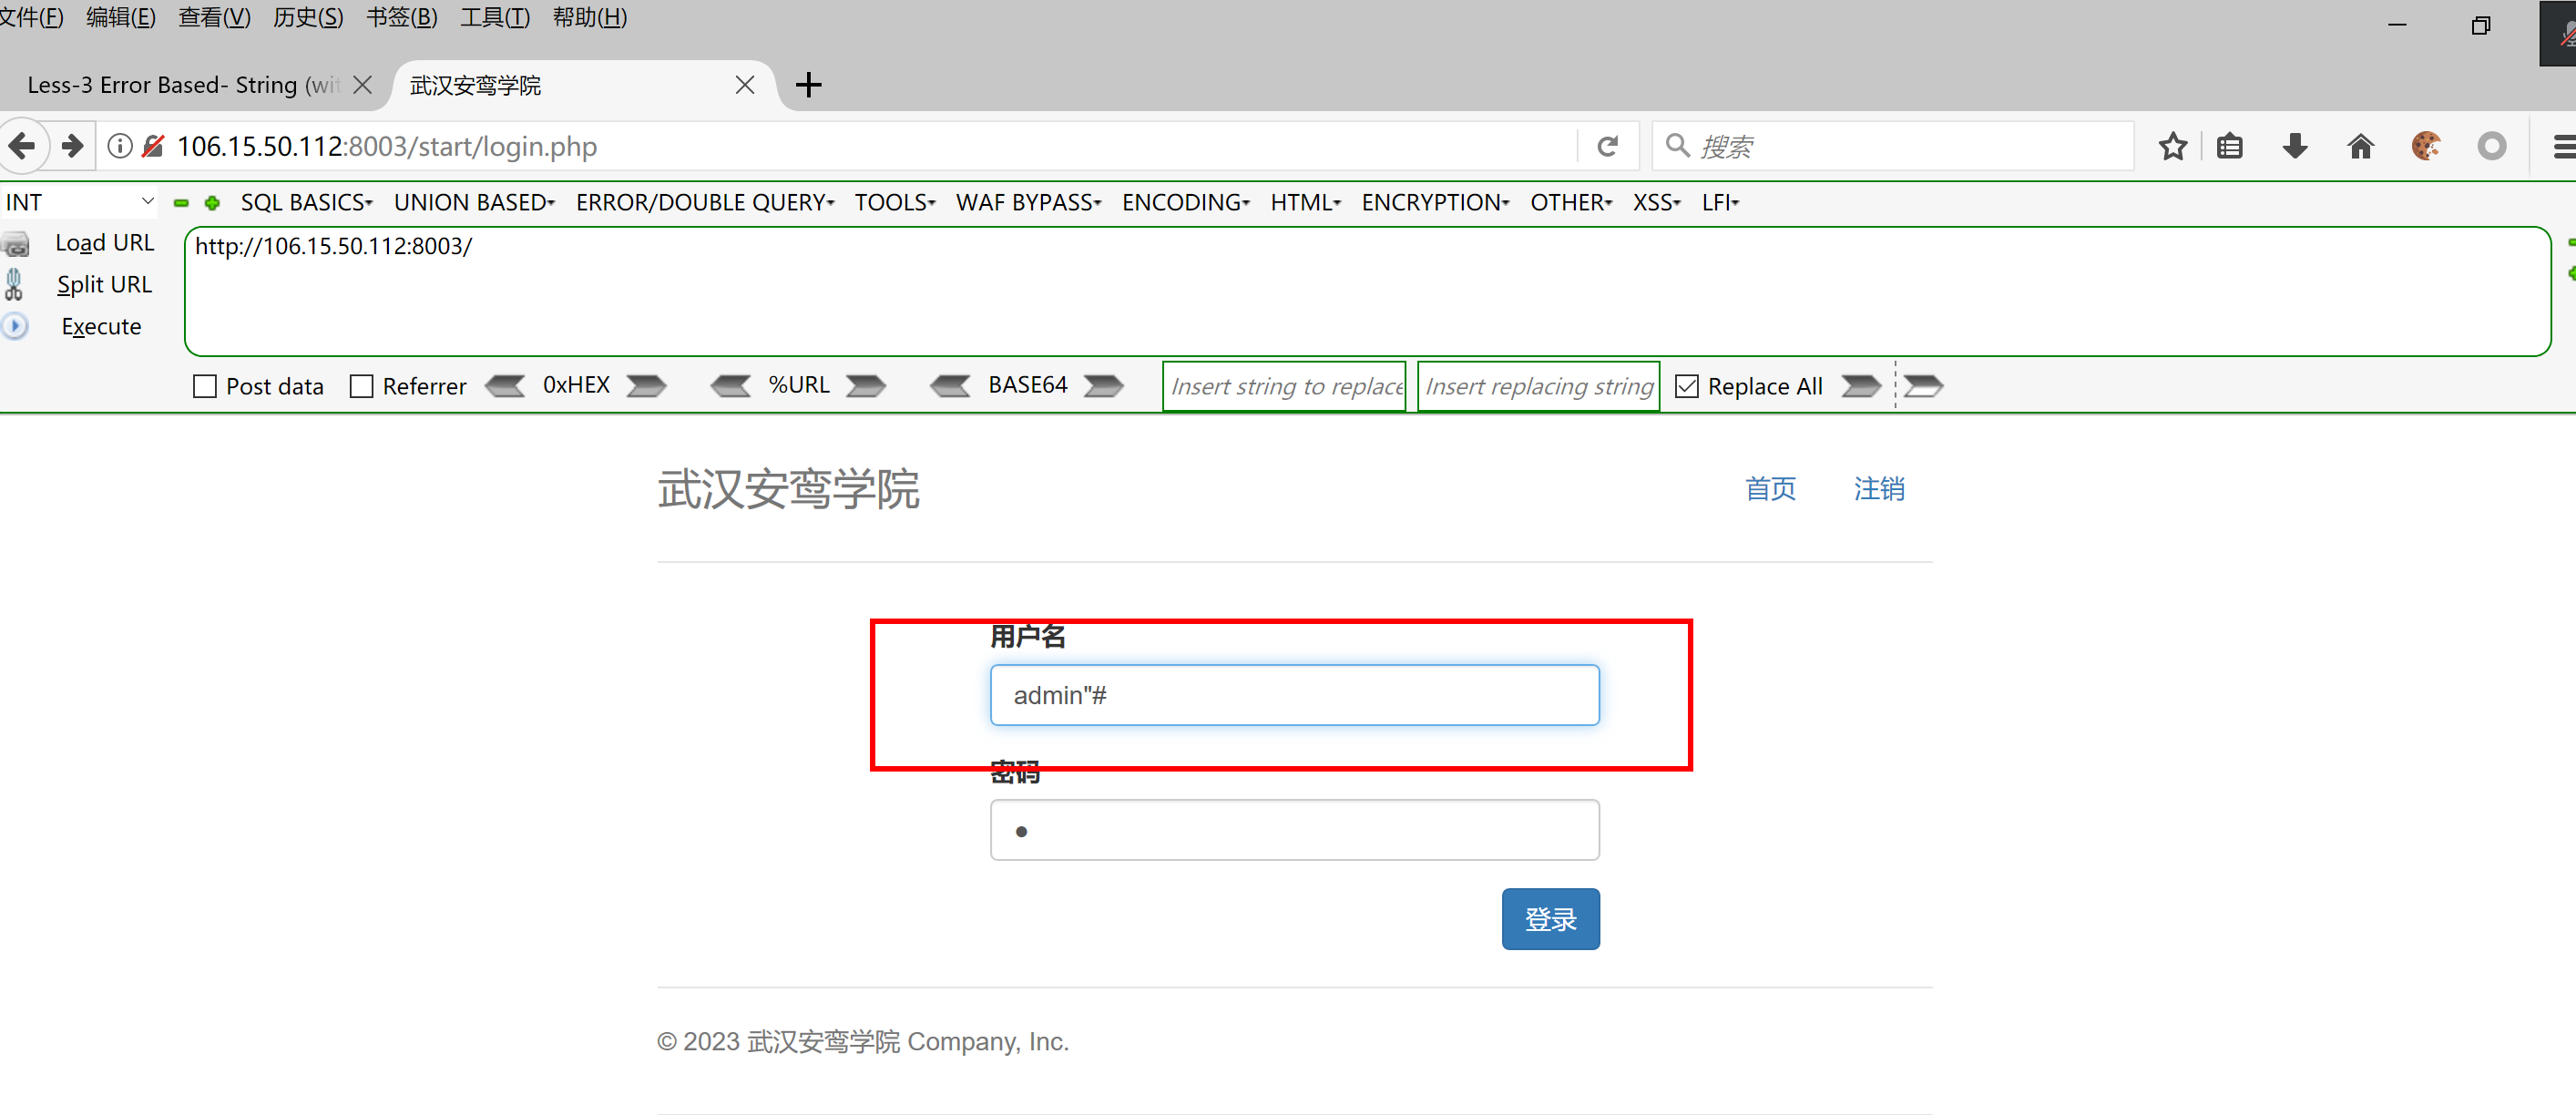 文件(F) 编辑(E) 查看(V) 历史(S) 书签(B) 工具(T) 帮助(H)
Less-3 Error Based- String (wit 武汉安鸾学院
106.15.50.112:8003/start/login.php 搜索
INT SQL BASICS UNION BASED ERROR/DOUBLE QUERY TOOLS WAF BYPASS ENCODING HTML ENCRYPTION OTHER XSS LFI
Load URL http://106.15.50.112:8003/
Split URL
Execute
Post data Referrer 0xHEX %URL BASE64 Insert string to replace Insert replacing string Replace All
武汉安鸾学院 首页 注销
用户名
admin"#
密码
登录
© 2023 武汉安鸾学院 Company, Inc.